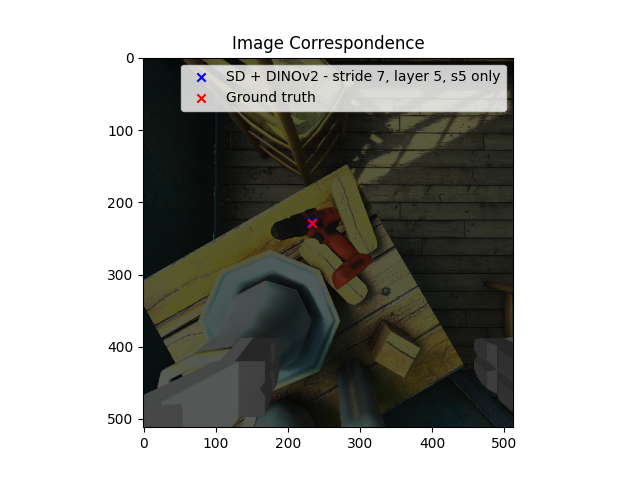 Image Correspondence
SD + DINOv2 - stride 7, layer 5, s5 only
Ground truth
0
100
200
300
400
500
0 100 200 300 400 500